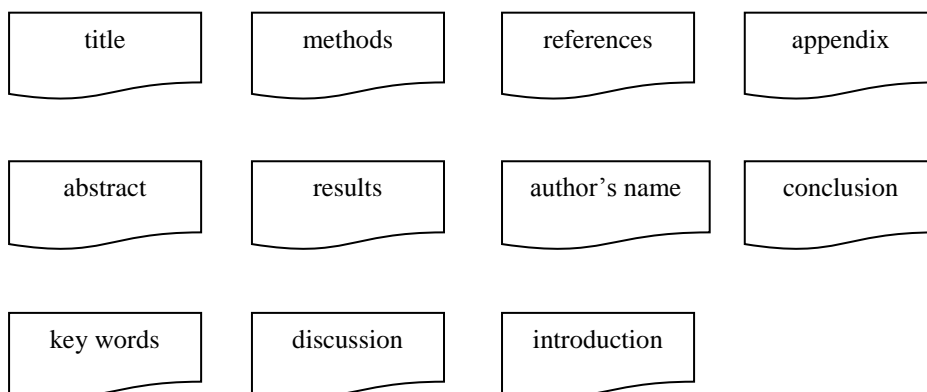 title methods references appendix
abstract results author’s name conclusion
key words discussion introduction